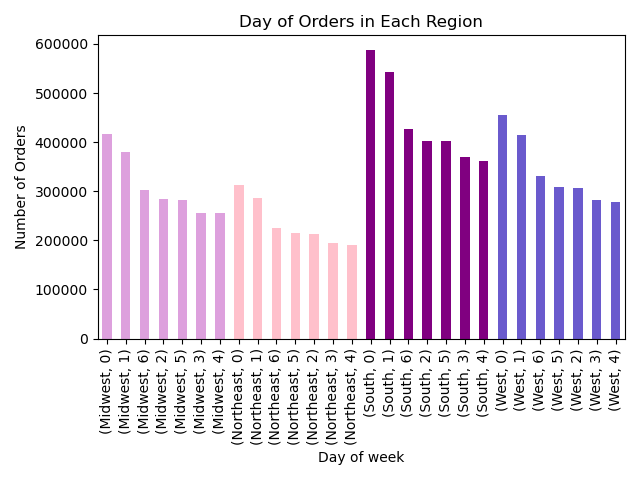 Day of Orders in Each Region
Number of Orders
600000
500000
400000
300000
200000
100000
0
(Midwest, 0)
(Midwest, 1)
(Midwest, 6)
(Midwest, 2)
(Midwest, 5)
(Midwest, 3)
(Midwest, 4)
(Northeast, 0)
(Northeast, 1)
(Northeast, 6)
(Northeast, 5)
(Northeast, 2)
(Northeast, 3)
(Northeast, 4)
(South, 0)
(South, 1)
(South, 6)
(South, 2)
(South, 5)
(South, 3)
(South, 4)
(West, 0)
(West, 1)
(West, 6)
(West, 5)
(West, 2)
(West, 3)
(West, 4)
Day of week